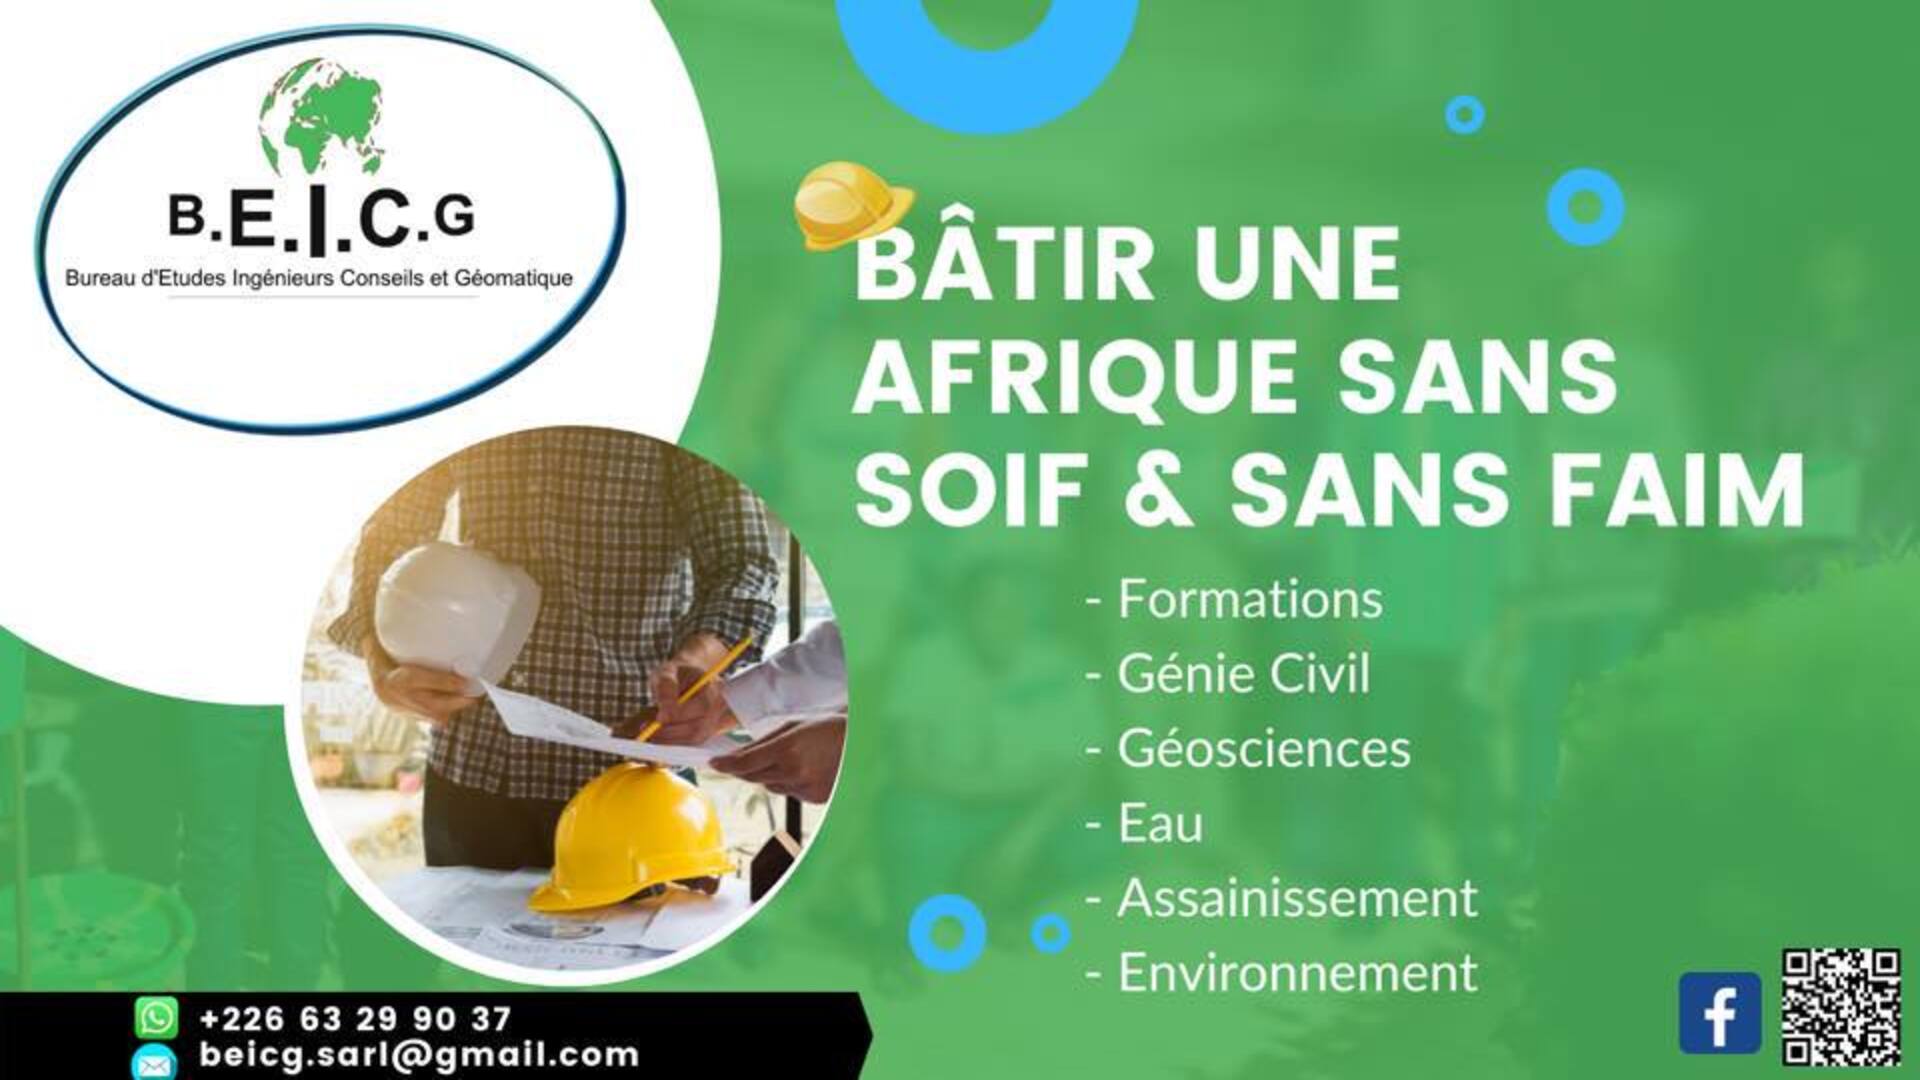 B.E.I.C.G
Bureau d'Etudes Ingénieurs Conseils et Géomatique
BÂTIR UNE
AFRIQUE SANS
SOIF & SANS FAIM
- Formations
- Génie Civil
- Géosciences
- Eau
- Assainissement
- Environnement
+226 63 29 90 37
beicg.sarl@gmail.com
f